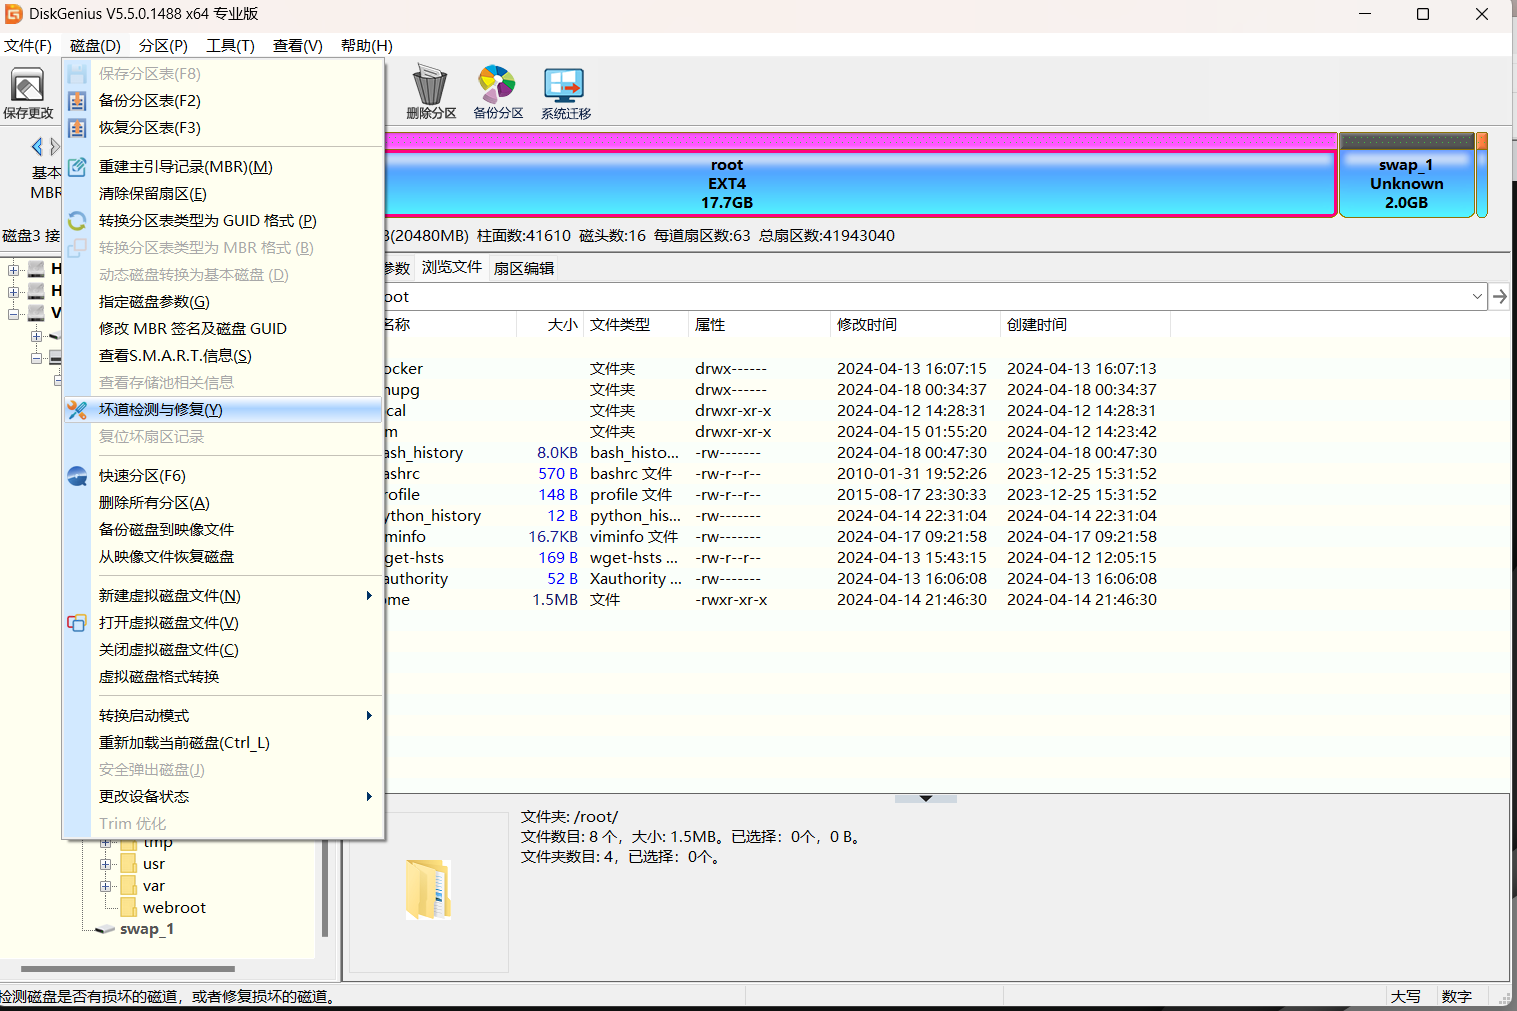 DiskGenius V5.5.0.1488 x64 专业版
文件(F) 磁盘(D) 分区(P) 工具(T) 查看(V) 帮助(H)
保存更改
删除分区 备份分区 系统迁移
保存分区表(F8)
备份分区表(F2)
恢复分区表(F3)
重建主引导记录(MBR)(M)
清除保留扇区(E)
转换分区表类型为 GUID 格式 (P)
转换分区表类型为 MBR 格式 (B)
动态磁盘转换为基本磁盘 (D)
指定磁盘参数(G)
修改 MBR 签名及磁盘 GUID
查看S.M.A.R.T.信息(S)
查看存储池相关信息
坏道检测与修复(Y)
复位坏扇区记录
快速分区(F6)
删除所有分区(A)
备份磁盘到映像文件
从映像文件恢复磁盘
新建虚拟磁盘文件(N)
打开虚拟磁盘文件(V)
关闭虚拟磁盘文件(C)
虚拟磁盘格式转换
转换启动模式
重新加载当前磁盘(Ctrl_L)
安全弹出磁盘(J)
更改设备状态
Trim 优化
基本
MBR
root
EXT4
17.7GB
swap_1
Unknown
2.0GB
磁盘3 接
(20480MB) 柱面数:41610 磁头数:16 每道扇区数:63 总扇区数:41943040
H
H
V
参数 浏览文件 扇区编辑
oot
名称 大小 文件类型 属性 修改时间 创建时间
ocker 文件夹 drwx------ 2024-04-13 16:07:15 2024-04-13 16:07:13
nupg 文件夹 drwx------ 2024-04-18 00:34:37 2024-04-18 00:34:37
cal 文件夹 drwxr-xr-x 2024-04-12 14:28:31 2024-04-12 14:28:31
m 文件夹 drwxr-xr-x 2024-04-15 01:55:20 2024-04-12 14:23:42
ash_history 8.0KB bash_histo... -rw------- 2024-04-18 00:47:30 2024-04-18 00:47:30
ashrc 570 B bashrc 文件 -rw-r--r-- 2010-01-31 19:52:26 2023-12-25 15:31:52
rofile 148 B profile 文件 -rw-r--r-- 2015-08-17 23:30:33 2023-12-25 15:31:52
ython_history 12 B python_his... -rw------- 2024-04-14 22:31:04 2024-04-14 22:31:04
iminfo 16.7KB viminfo 文件 -rw------- 2024-04-17 09:21:58 2024-04-17 09:21:58
get-hsts 169 B wget-hsts ... -rw-r--r-- 2024-04-13 15:43:15 2024-04-12 12:05:15
authority 52 B Xauthority ... -rw------- 2024-04-13 16:06:08 2024-04-13 16:06:08
me 1.5MB 文件 -rwxr-xr-x 2024-04-14 21:46:30 2024-04-14 21:46:30
tmp
usr
var
webroot
swap_1
文件夹: /root/
文件数目: 8 个，大小: 1.5MB。已选择：0个，0 B。
文件夹数目: 4，已选择：0个。
检测磁盘是否有损坏的磁道，或者修复损坏的磁道。
大写 数字